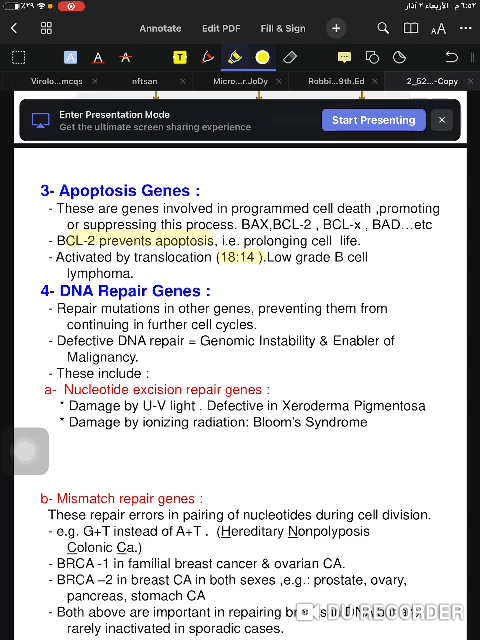 ٪٣٩ ٦:٥٢ م الأربعاء ٢ آذار
Annotate Edit PDF Fill & Sign
AA
A T A A T
Virolo...mcqs nftsan Micro...r.JoDy Robbi...9th.Ed 2_52...-Copy
Enter Presentation Mode
Get the ultimate screen sharing experience
Start Presenting
3- Apoptosis Genes :
- These are genes involved in programmed cell death ,promoting
or suppressing this process. BAX,BCL-2 , BCL-x , BAD...etc
- BCL-2 prevents apoptosis, i.e. prolonging cell life.
- Activated by translocation (18:14 ).Low grade B cell
lymphoma.
4- DNA Repair Genes :
- Repair mutations in other genes, preventing them from
continuing in further cell cycles.
- Defective DNA repair = Genomic Instability & Enabler of
Malignancy.
- These include :
a- Nucleotide excision repair genes :
* Damage by U-V light . Defective in Xeroderma Pigmentosa
* Damage by ionizing radiation: Bloom's Syndrome
b- Mismatch repair genes :
These repair errors in pairing of nucleotides during cell division.
- e.g. G+T instead of A+T . (Hereditary Nonpolyposis
Colonic Ca.)
- BRCA -1 in familial breast cancer & ovarian CA.
- BRCA –2 in breast CA in both sexes ,e.g.: prostate, ovary,
pancreas, stomach CA
- Both above are important in repairing in DNA
rarely inactivated in sporadic cases.
DU RECORDER